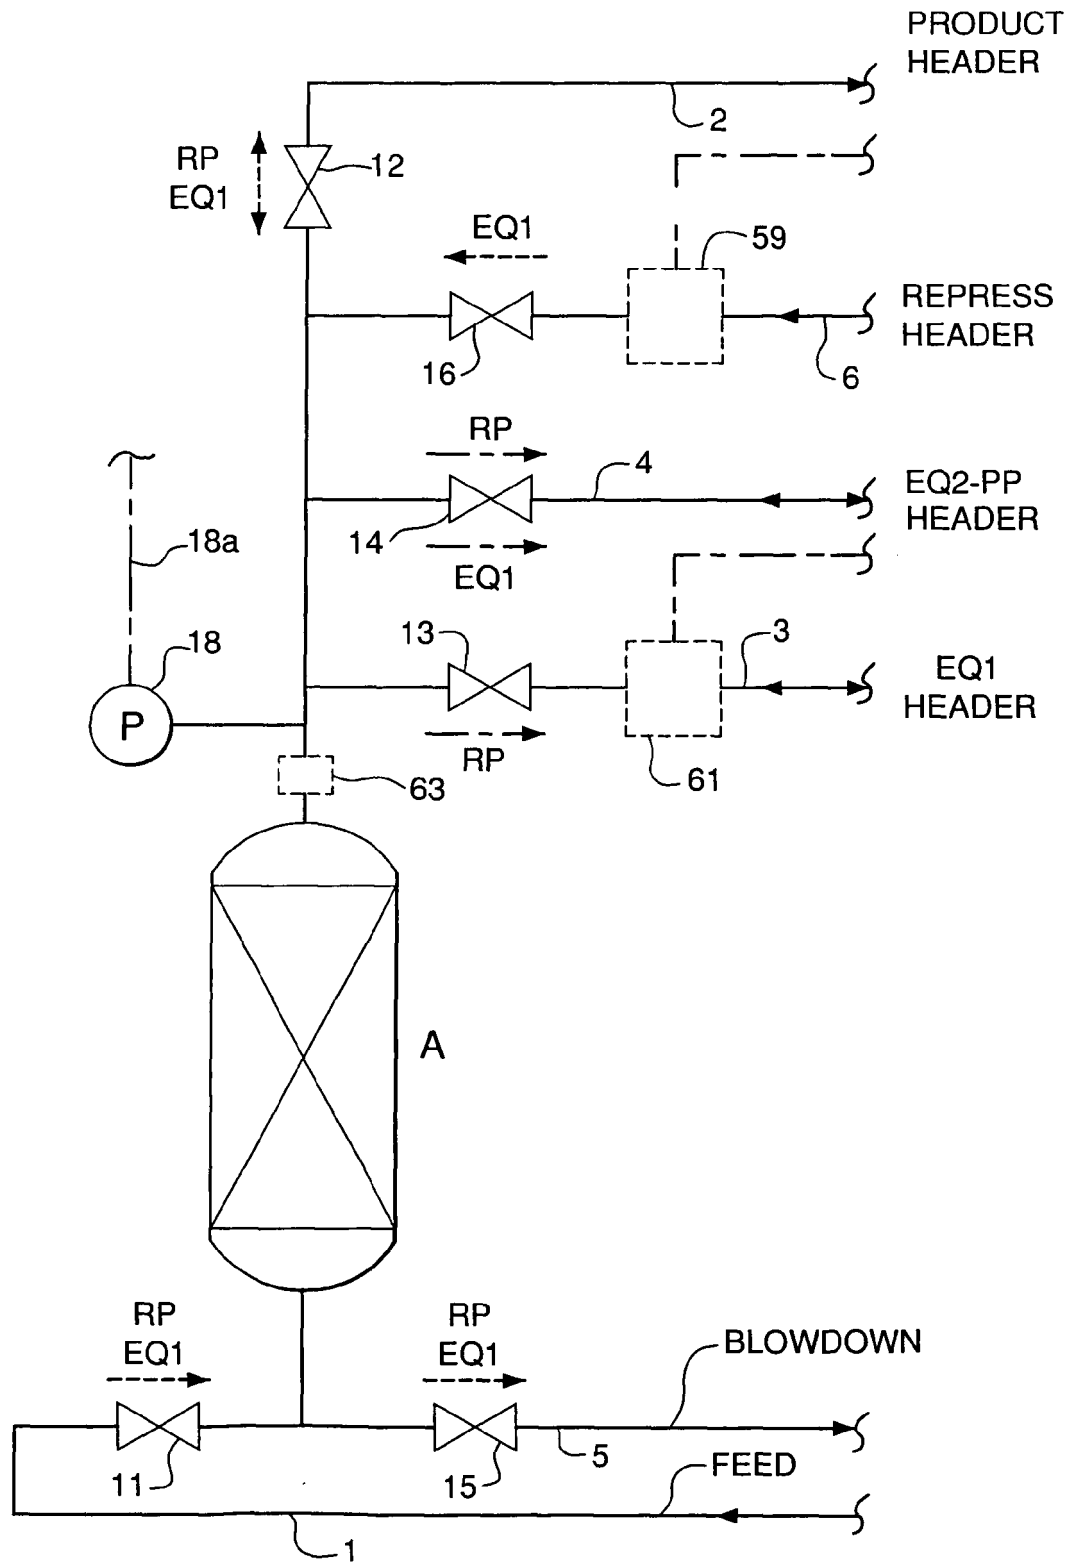 PRODUCT
HEADER
2
RP
EQ1
12
EQ1
59
REPRESS
HEADER
16
6
RP
4
EQ2-PP
HEADER
14
EQ1
18a
13
3
18
EQ1
HEADER
P
RP
61
63
A
RP
EQ1
RP
EQ1
BLOWDOWN
11
15
5
FEED
1